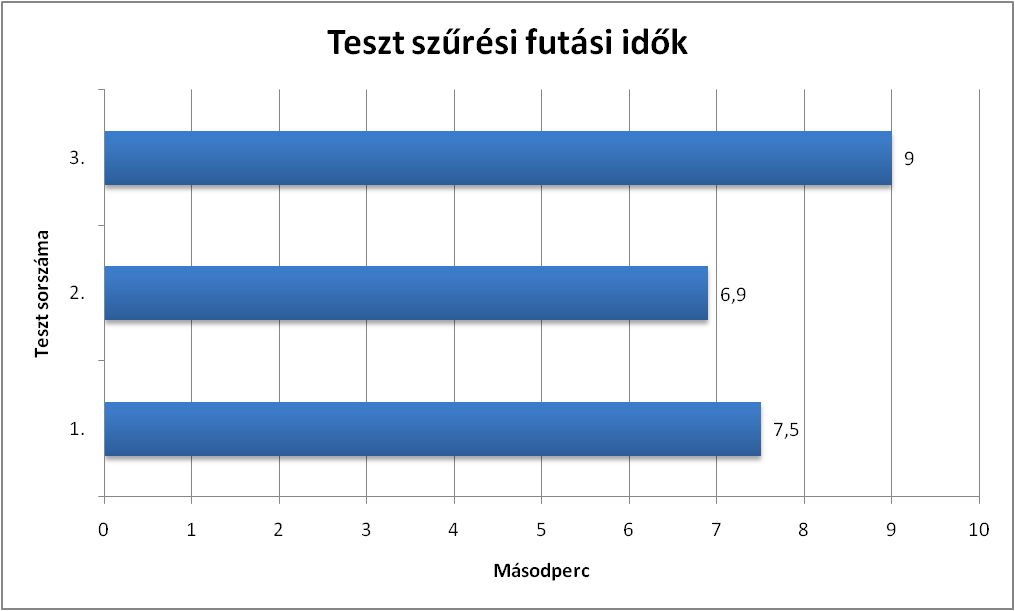 Teszt szűrési futási idők
3.
9
2.
6,9
1.
7,5
Teszt sorszáma
0 1 2 3 4 5 6 7 8 9 10
Másodperc